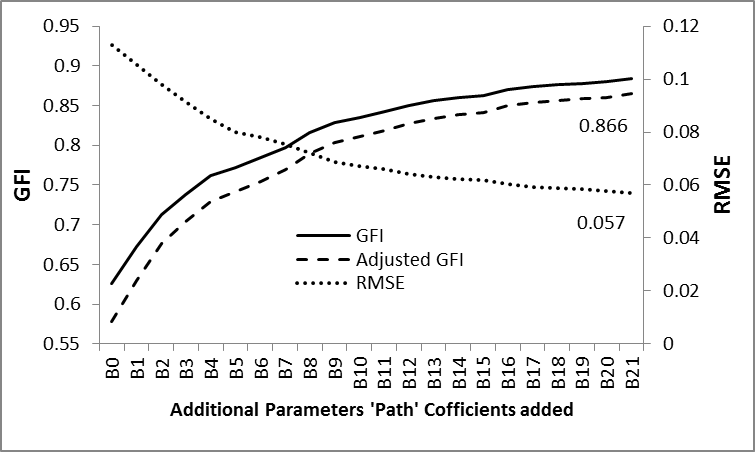 0.95
0.9
0.85
0.8
0.75
0.7
0.65
0.6
0.55
GFI
0.12
0.1
0.08
0.06
0.04
0.02
0
RMSE
0.866
0.057
GFI
Adjusted GFI
RMSE
B0 B1 B2 B3 B4 B5 B6 B7 B8 B9 B10 B11 B12 B13 B14 B15 B16 B17 B18 B19 B20 B21
Additional Parameters 'Path' Cofficients added